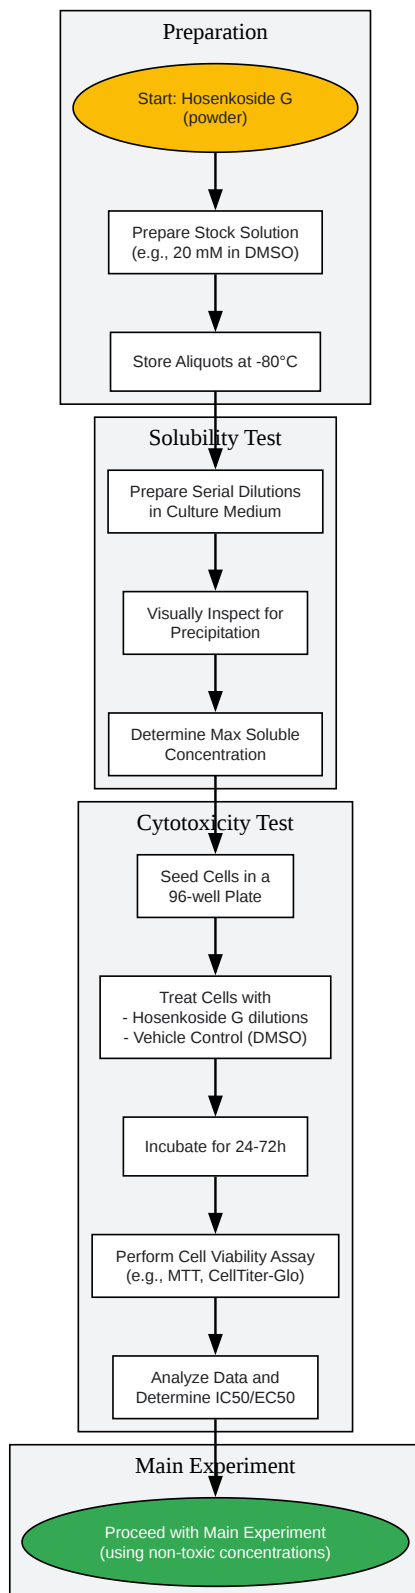 Preparation
Start: Hosenkoside G
(powder)
Prepare Stock Solution
(e.g., 20 mM in DMSO)
Store Aliquots at -80°C
Solubility Test
Prepare Serial Dilutions
in Culture Medium
Visually Inspect for
Precipitation
Determine Max Soluble
Concentration
Cytotoxicity Test
Seed Cells in a
96-well Plate
Treat Cells with
- Hosenkoside G dilutions
- Vehicle Control (DMSO)
Incubate for 24-72h
Perform Cell Viability Assay
(e.g., MTT, CellTiter-Glo)
Analyze Data and
Determine IC50/EC50
Main Experiment
Proceed with Main Experiment
(using non-toxic concentrations)